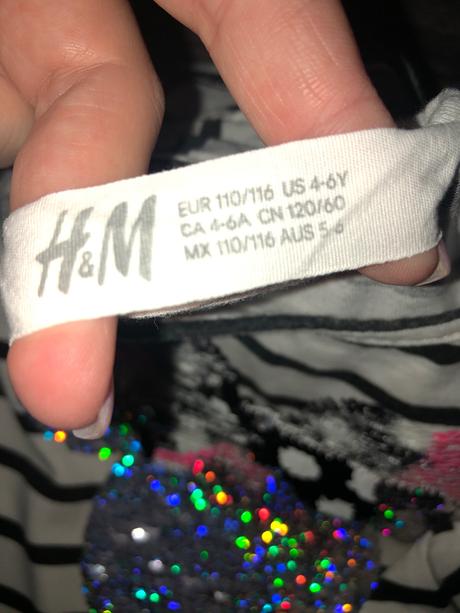 H&M
EUR 110/116 US 4-6Y
CA 4-6A CN 120/60
MX 110/116 AUS 5-6